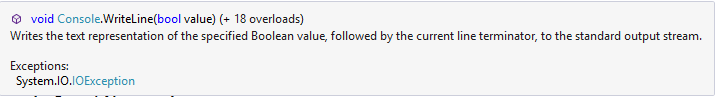 void Console.WriteLine(bool value) (+ 18 overloads)
Writes the text representation of the specified Boolean value, followed by the current line terminator, to the standard output stream.
Exceptions:
System.IO.IOException